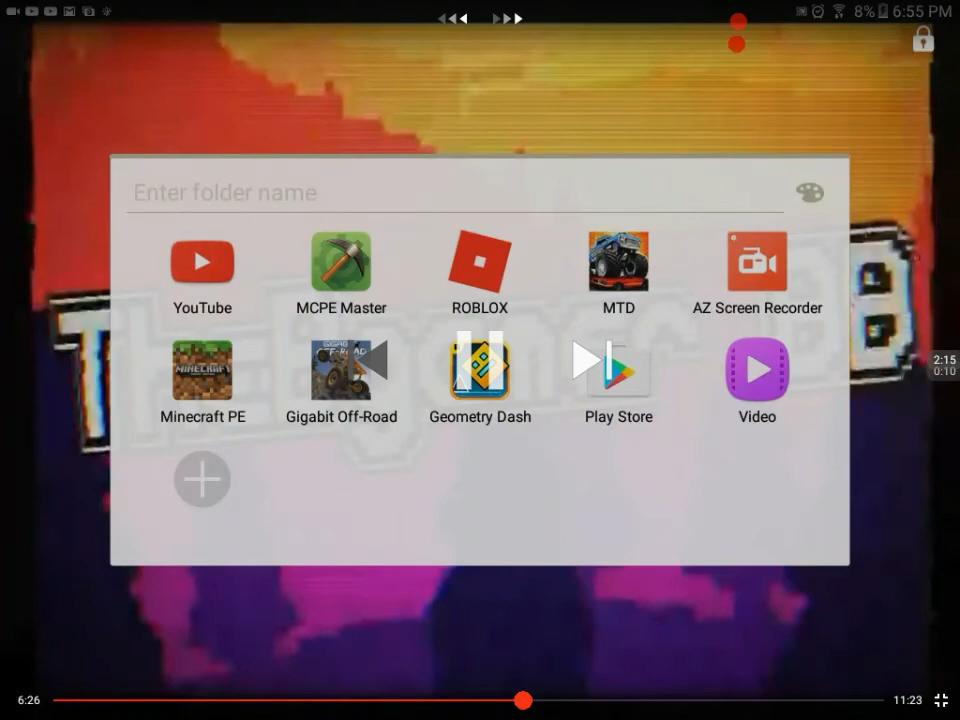 8% 6:55 PM
Enter folder name
YouTube MCPE Master ROBLOX MTD AZ Screen Recorder
MINECRAFT
Minecraft PE Gigabit Off-Road Geometry Dash Play Store Video
2:15
0:10
6:26 11:23